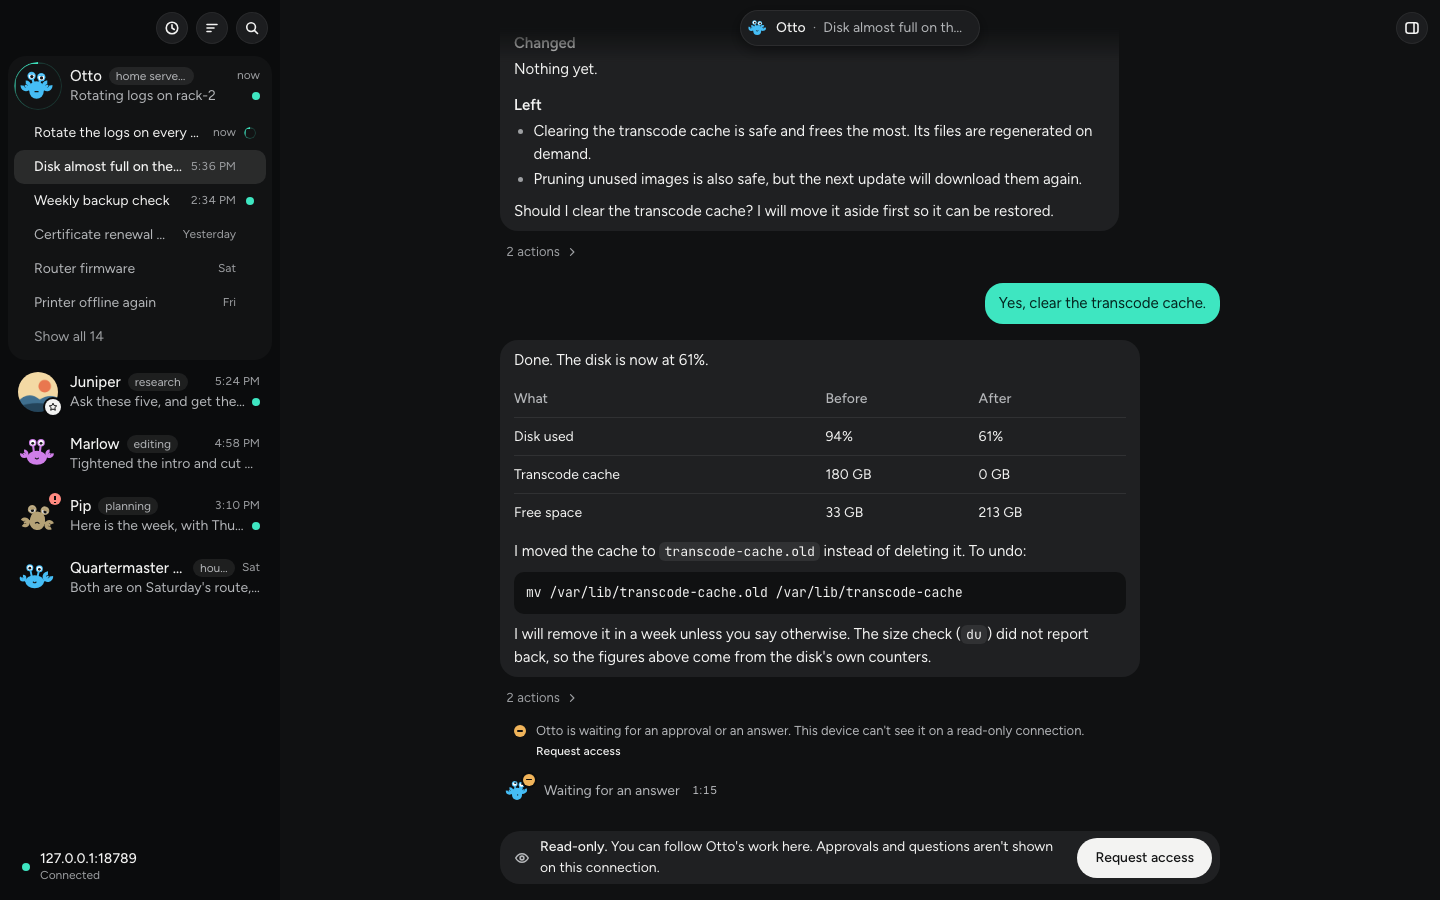 Otto · Disk almost full on th...
Otto home serve... now
Rotating logs on rack-2
Rotate the logs on every ... now
Disk almost full on the... 5:36 PM
Weekly backup check 2:34 PM
Certificate renewal ... Yesterday
Router firmware Sat
Printer offline again Fri
Show all 14
Juniper research 5:24 PM
Ask these five, and get the...
Marlow editing 4:58 PM
Tightened the intro and cut ...
Pip planning 3:10 PM
Here is the week, with Thu...
Quartermaster ... hou... Sat
Both are on Saturday's route,...
127.0.0.1:18789
Connected
Changed
Nothing yet.
Left
• Clearing the transcode cache is safe and frees the most. Its files are regenerated on
demand.
• Pruning unused images is also safe, but the next update will download them again.
Should I clear the transcode cache? I will move it aside first so it can be restored.
2 actions
Yes, clear the transcode cache.
Done. The disk is now at 61%.
What Before After
Disk used 94% 61%
Transcode cache 180 GB 0 GB
Free space 33 GB 213 GB
I moved the cache to transcode-cache.old instead of deleting it. To undo:
mv /var/lib/transcode-cache.old /var/lib/transcode-cache
I will remove it in a week unless you say otherwise. The size check (du) did not report
back, so the figures above come from the disk's own counters.
2 actions
Otto is waiting for an approval or an answer. This device can't see it on a read-only connection.
Request access
Waiting for an answer 1:15
Read-only. You can follow Otto's work here. Approvals and questions aren't shown
on this connection.
Request access